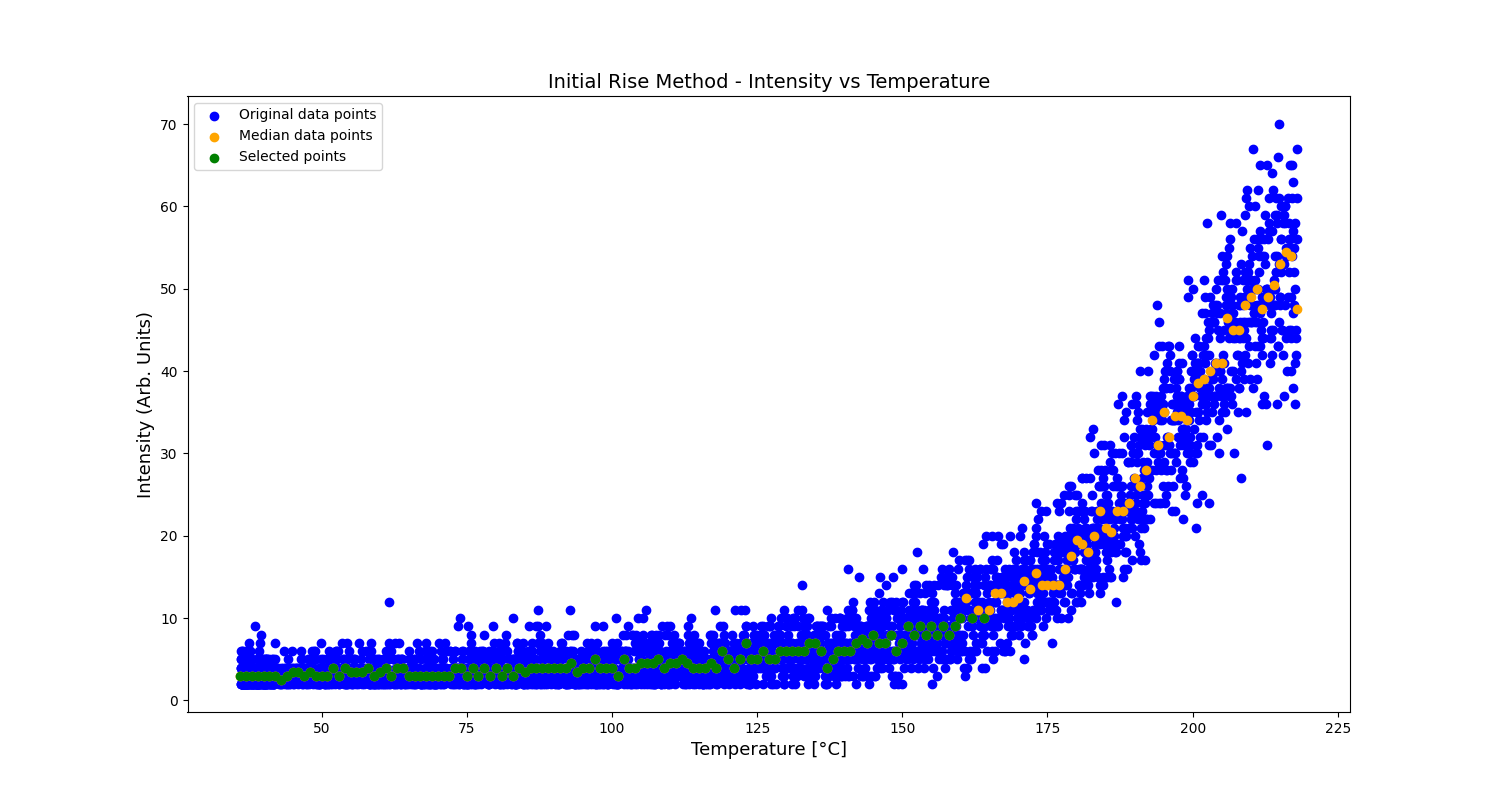 Initial Rise Method - Intensity vs Temperature
Original data points
Median data points
Selected points
Intensity (Arb. Units)
70
60
50
40
30
20
10
0
50 75 100 125 150 175 200 225
Temperature [°C]